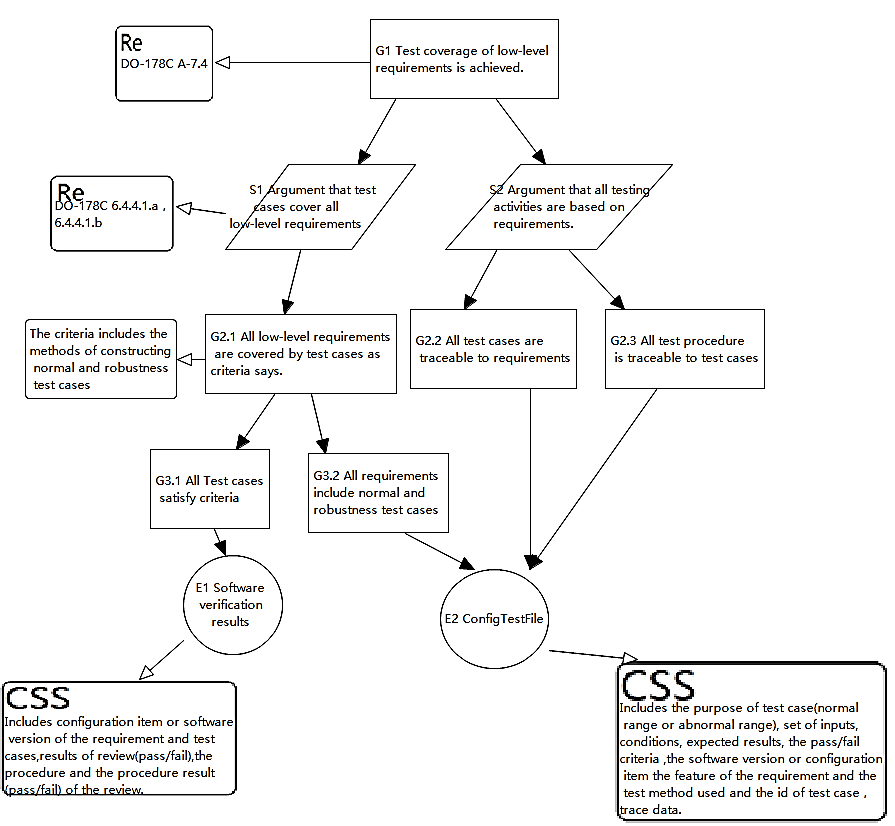 Re
DO-178C A-7.4
G1 Test coverage of low-level
requirements is achieved.
Re
DO-178C 6.4.4.1.a ,
6.4.4.1.b
S1 Argument that test
cases cover all
low-level requirements
S2 Argument that all testing
activities are based on
requirements.
The criteria includes the
methods of constructing
normal and robustness
test cases
G2.1 All low-level requirements
are covered by test cases as
criteria says.
G2.2 All test cases are
traceable to requirements
G2.3 All test procedure
is traceable to test cases
G3.1 All Test cases
satisfy criteria
G3.2 All requirements
include normal and
robustness test cases
E1 Software
verification
results
E2 ConfigTestFile
CSS
Includes configuration item or software
version of the requirement and test
cases,results of review(pass/fail),the
procedure and the procedure result
(pass/fail) of the review.
CSS
Includes the purpose of test case(normal
range or abnormal range), set of inputs,
conditions, expected results, the pass/fail
criteria ,the software version or configuration
item the feature of the requirement and the
test method used and the id of test case ,
trace data.